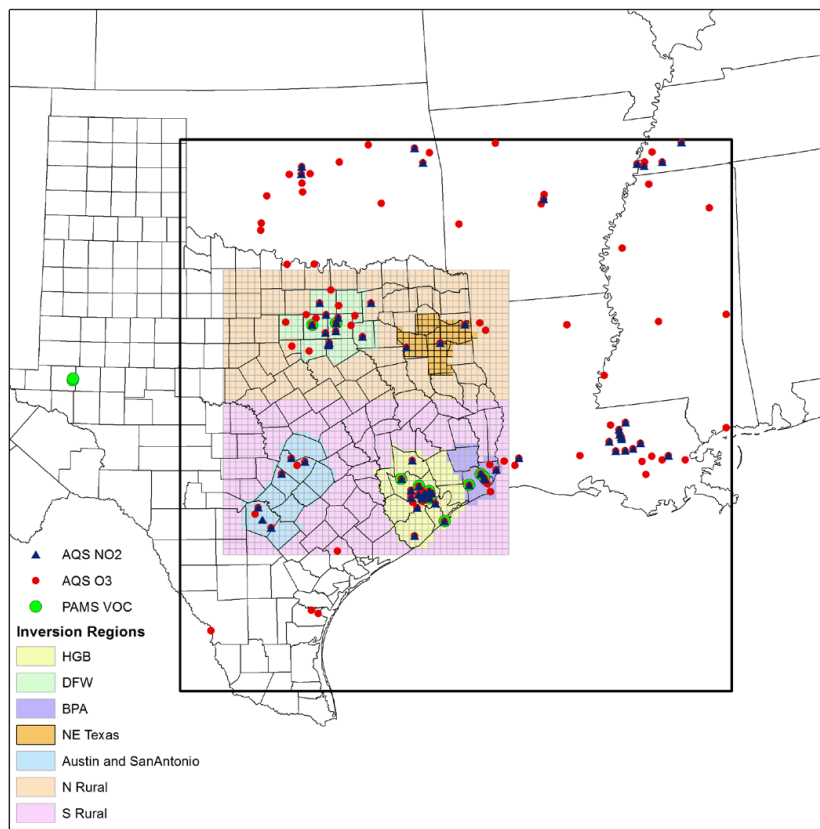 AQS NO2
AQS O3
PAMS VOC
Inversion Regions
HGB
DFW
BPA
NE Texas
Austin and SanAntonio
N Rural
S Rural